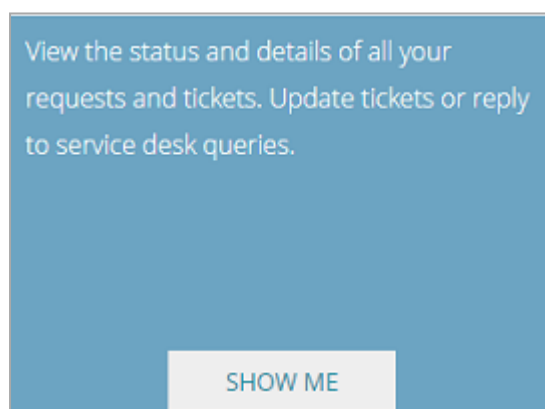 View the status and details of all your
requests and tickets. Update tickets or reply
to service desk queries.
SHOW ME